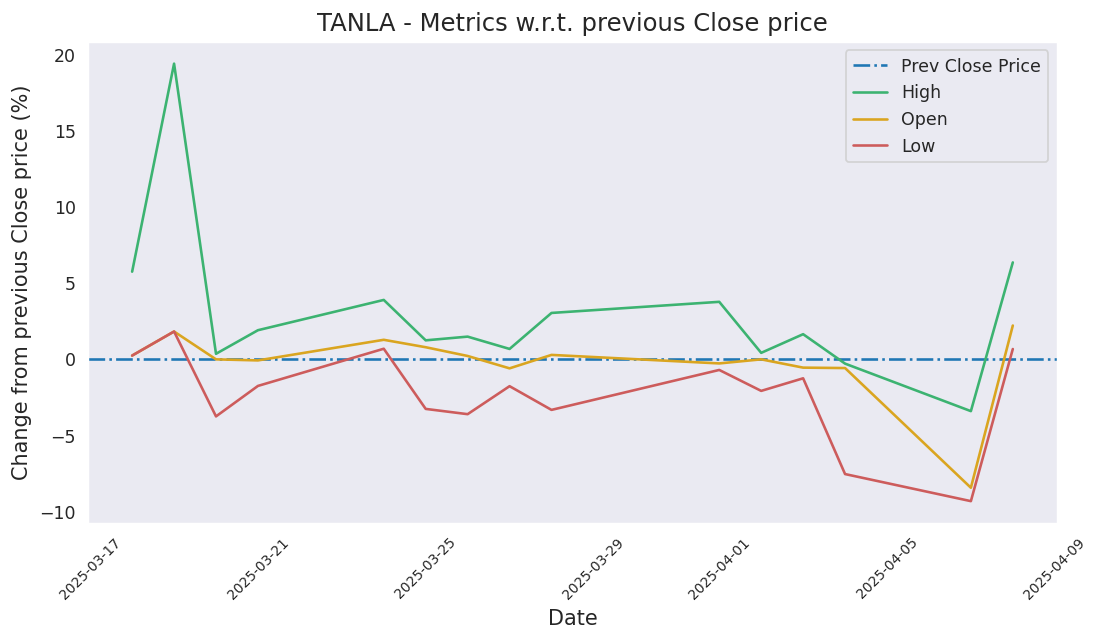 TANLA - Metrics w.r.t. previous Close price
Change from previous Close price (%)
20
15
10
5
0
−5
−10
Prev Close Price
High
Open
Low
2025-03-17
2025-03-21
2025-03-25
2025-03-29
2025-04-01
2025-04-05
2025-04-09
Date